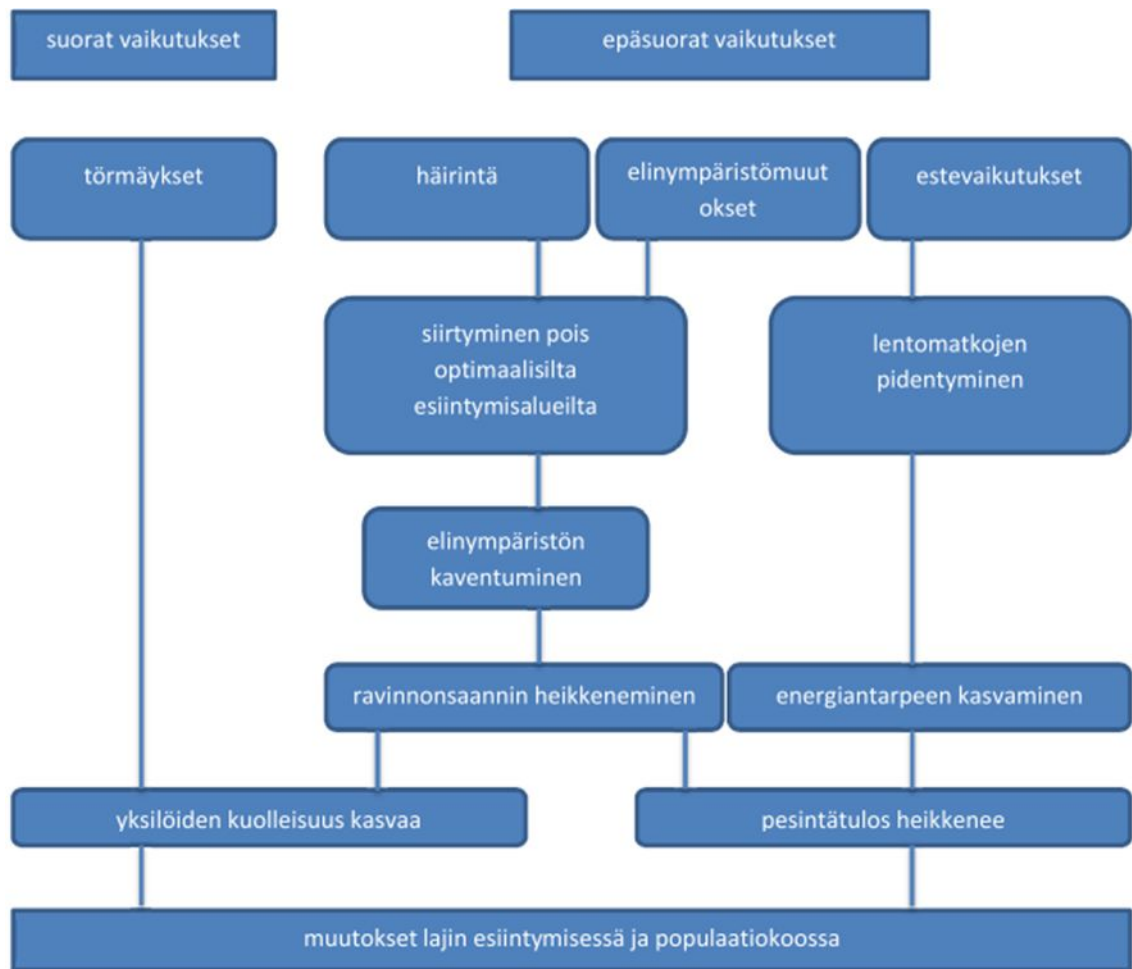 suorat vaikutukset
epäsuorat vaikutukset
törmäykset
häirintä
elinympäristömuut
okset
estevaikutukset
siirtyminen pois
optimaalisilta
esiintymisalueilta
lentomatkojen
pidentyminen
elinympäristön
kaventuminen
ravinnonsaannin heikkeneminen
energiantarpeen kasvaminen
yksilöiden kuolleisuus kasvaa
pesintätulos heikkenee
muutokset lajin esiintymisessä ja populaatiokoossa